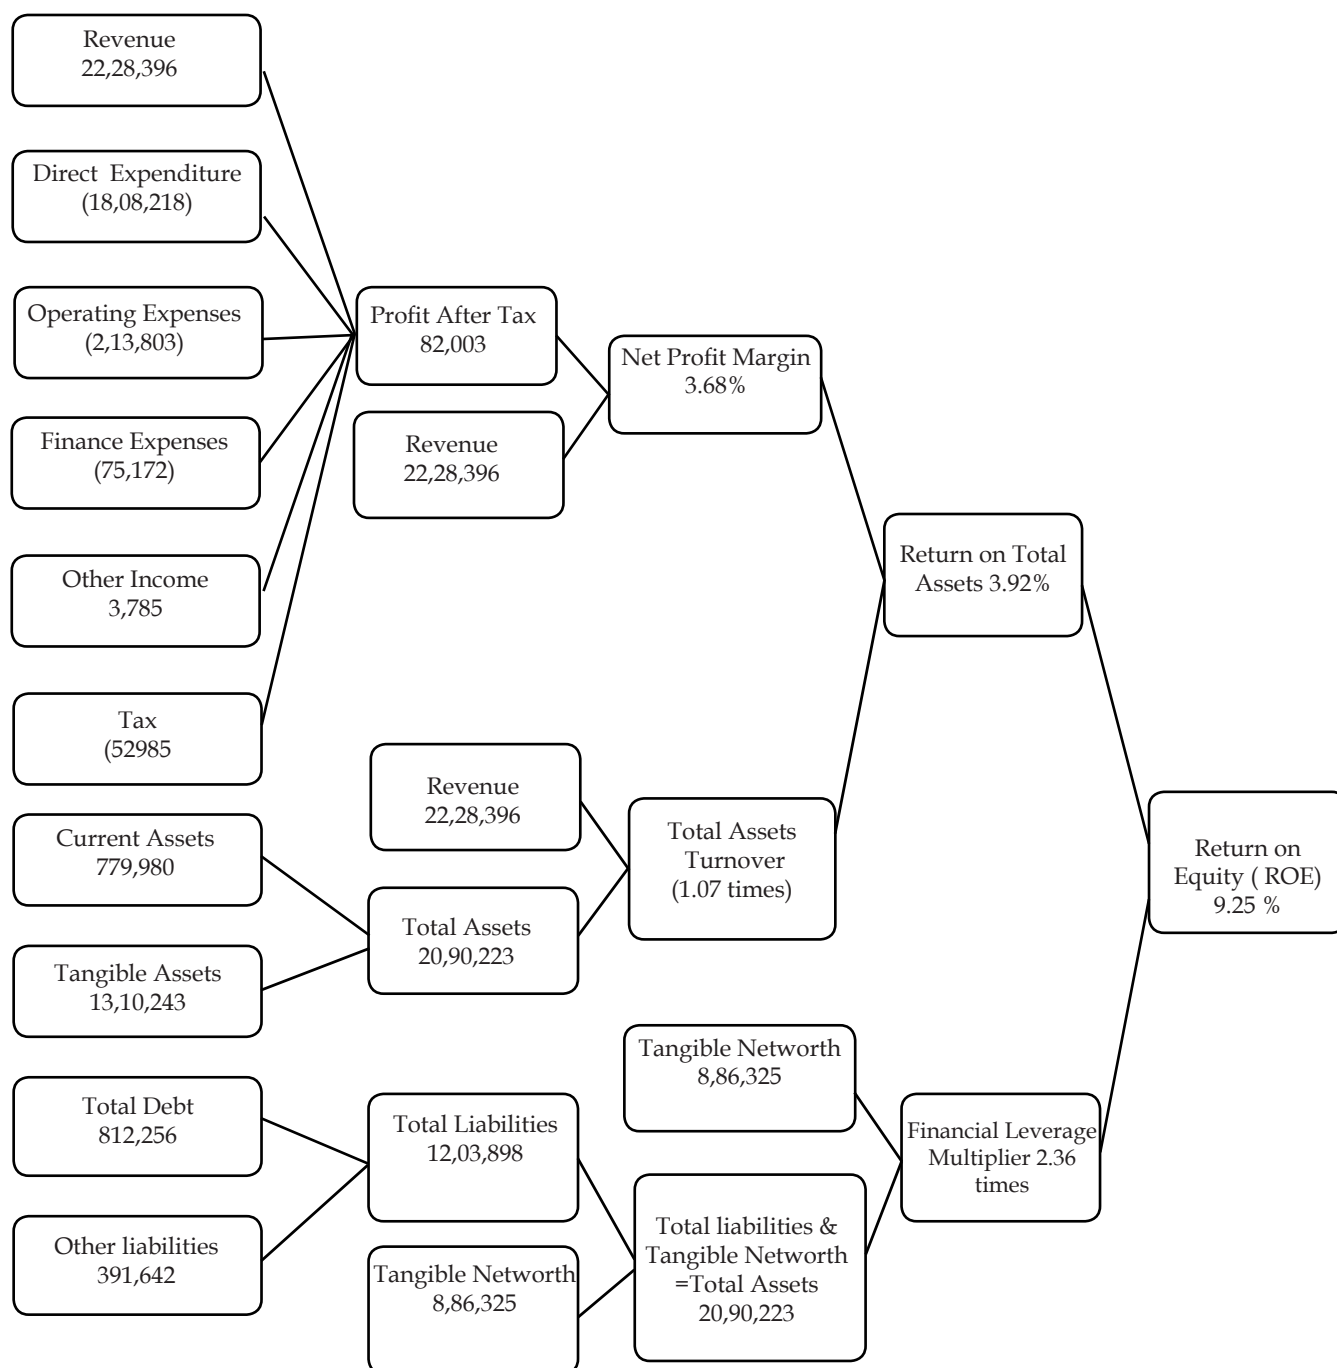 Revenue
22,28,396
Direct Expenditure
(18,08,218)
Operating Expenses
(2,13,803)
Finance Expenses
(75,172)
Other Income
3,785
Tax
(52985
Current Assets
779,980
Tangible Assets
13,10,243
Total Debt
812,256
Other liabilities
391,642
Profit After Tax
82,003
Revenue
22,28,396
Revenue
22,28,396
Total Assets
20,90,223
Total Liabilities
12,03,898
Tangible Networth
8,86,325
Net Profit Margin
3.68%
Total Assets
Turnover
(1.07 times)
Tangible Networth
8,86,325
Total liabilities &
Tangible Networth
=Total Assets
20,90,223
Return on Total
Assets 3.92%
Financial Leverage
Multiplier 2.36
times
Return on
Equity ( ROE)
9.25 %